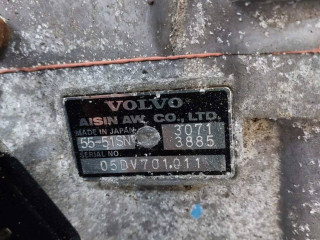 VOLVO
AISIN AW. CO., LTD.
MADE IN JAPAN 3071
55-51SN 3885
SERIAL NO
05DV701011